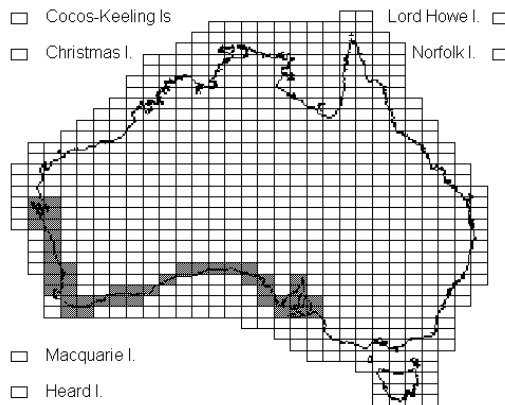 Cocos-Keeling Is
Lord Howe I.
Christmas I.
Norfolk I.
Macquarie I.
Heard I.